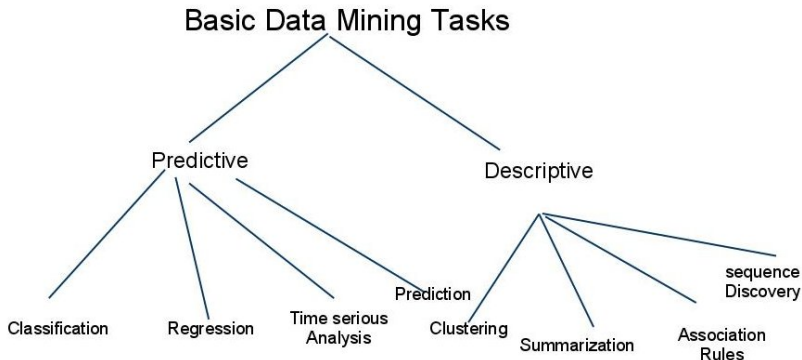 Basic Data Mining Tasks
Predictive
Descriptive
Classification
Regression
Time serious
Analysis
Prediction
Clustering
Summarization
Association
Rules
sequence
Discovery